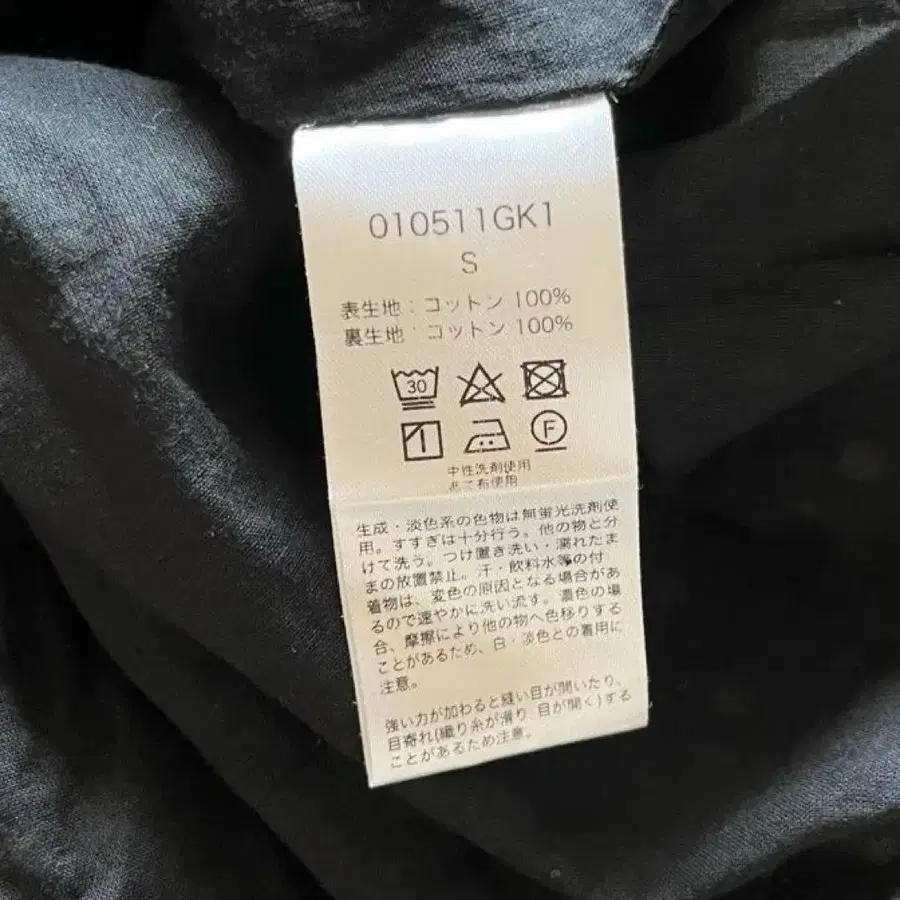 010511GK1
S
表生地：コットン 100%
裏生地：コットン 100%
30
F
中性洗剤使用
あて布使用
生成・淡色系の色物は無蛍光洗剤使
用。すすぎは十分行う。他の物と分
けて洗う。つけ置き洗い・濡れたま
まの放置禁止。汗・飲料水等の付
着物は、変色の原因となる場合があ
るので速やかに洗い流す。濃色の場
合、摩擦により他の物へ色移りする
ことがあるため、白・淡色との着用に
注意。
強い力が加わると縫い目が開いたり、
目寄れ(織り糸が滑り、目が開く)する
ことがあるため注意。